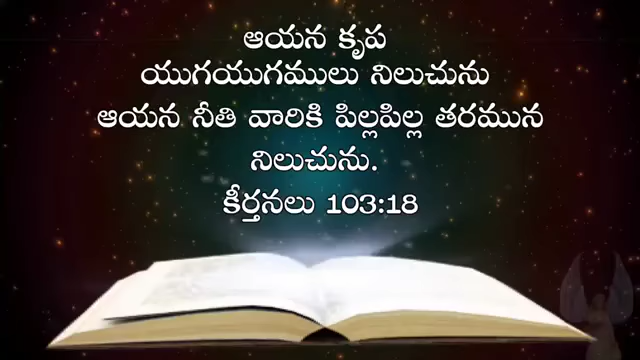 ఆయన కృప
యుగయుగములు నిలుచును
ఆయన నీతి వారికి పిల్లపిల్ల తరమున
నిలుచును.
కీర్తనలు 103:18